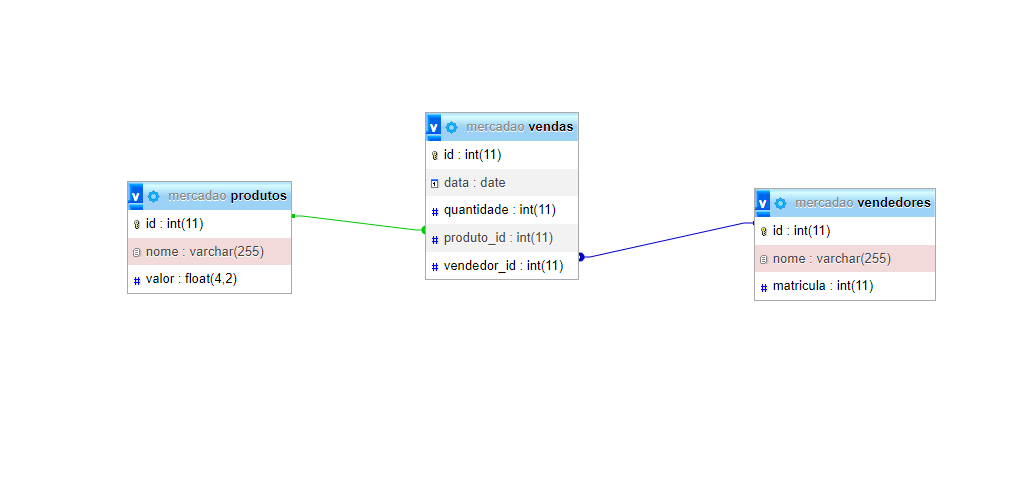 v mercadao produtos
id : int(11)
nome : varchar(255)
# valor : float(4,2)
v mercadao vendas
id : int(11)
data : date
# quantidade : int(11)
# produto_id : int(11)
# vendedor_id : int(11)
v mercadao vendedores
id : int(11)
nome : varchar(255)
# matricula : int(11)